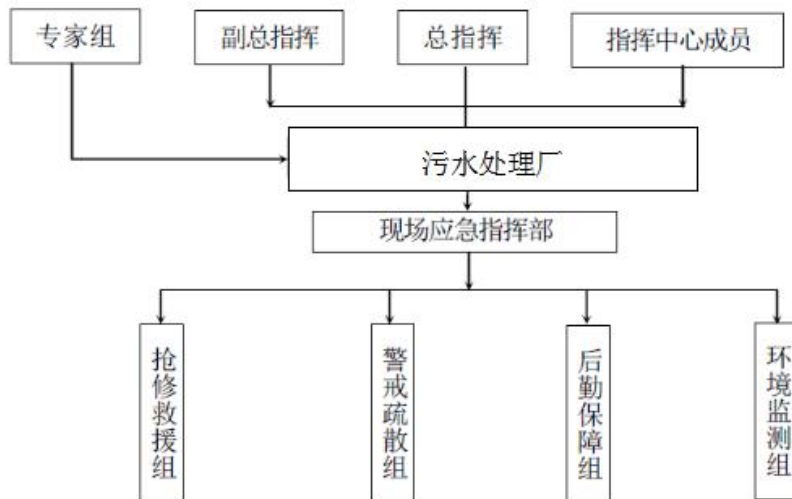 专家组
副总指挥
总指挥
指挥中心成员
污水处理厂
现场应急指挥部
抢修救援组
警戒疏散组
后勤保障组
环境监测组